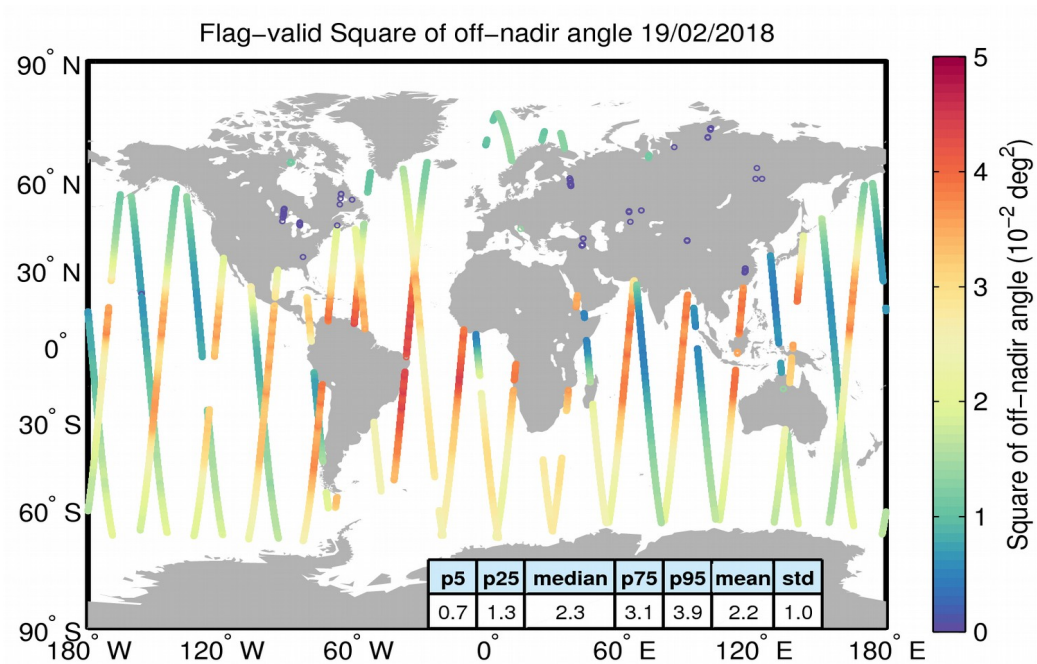 Flag−valid Square of off−nadir angle 19/02/2018
90° N
60° N
30° N
0°
30° S
60° S
90° S
180° W
120° W
60° W
0°
60° E
120° E
180° E
p5 p25 median p75 p95 mean std
0.7 1.3 2.3 3.1 3.9 2.2 1.0
5
4
3
2
1
0
Square of off−nadir angle (10⁻² deg²)